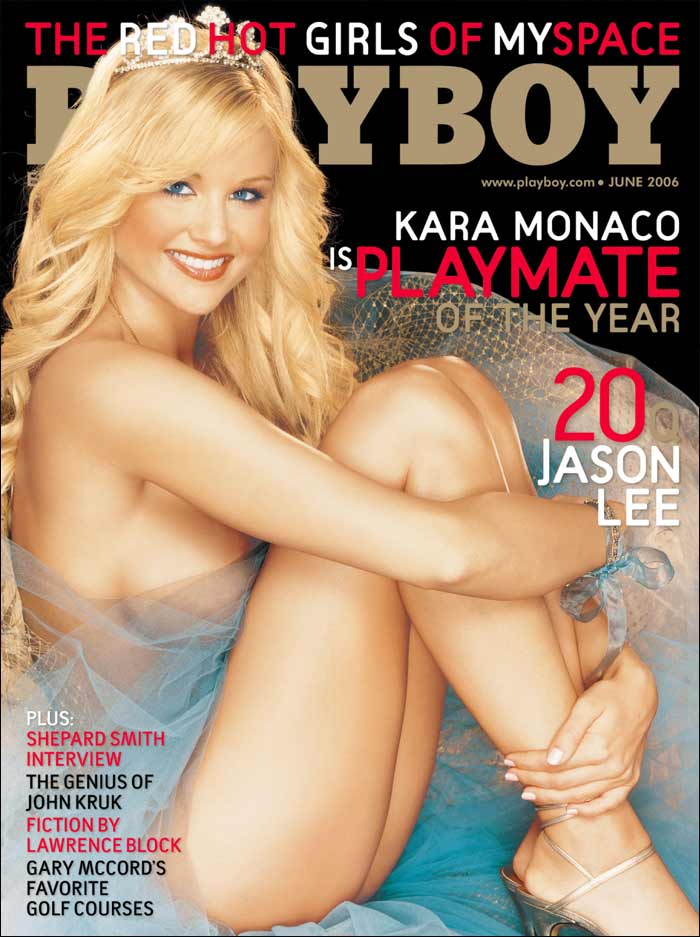 THE RED HOT GIRLS OF MYSPACE
PLAYBOY
www.playboy.com • JUNE 2006
KARA MONACO
IS PLAYMATE
OF THE YEAR
20Q
JASON
LEE
PLUS:
SHEPARD SMITH
INTERVIEW
THE GENIUS OF
JOHN KRUK
FICTION BY
LAWRENCE BLOCK
GARY MCCORD'S
FAVORITE
GOLF COURSES